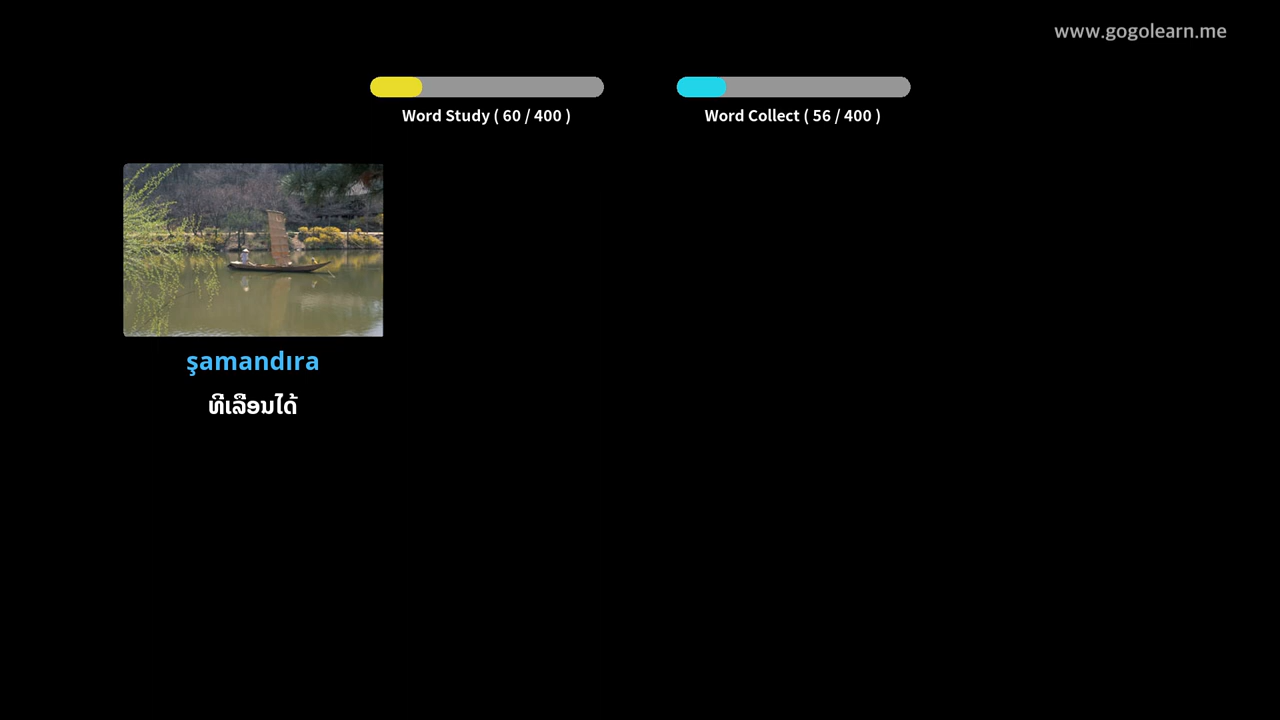 www.gogolearn.me
Word Study ( 60 / 400 )
Word Collect ( 56 / 400 )
şamandıra
ທີເລືອນໄດ້